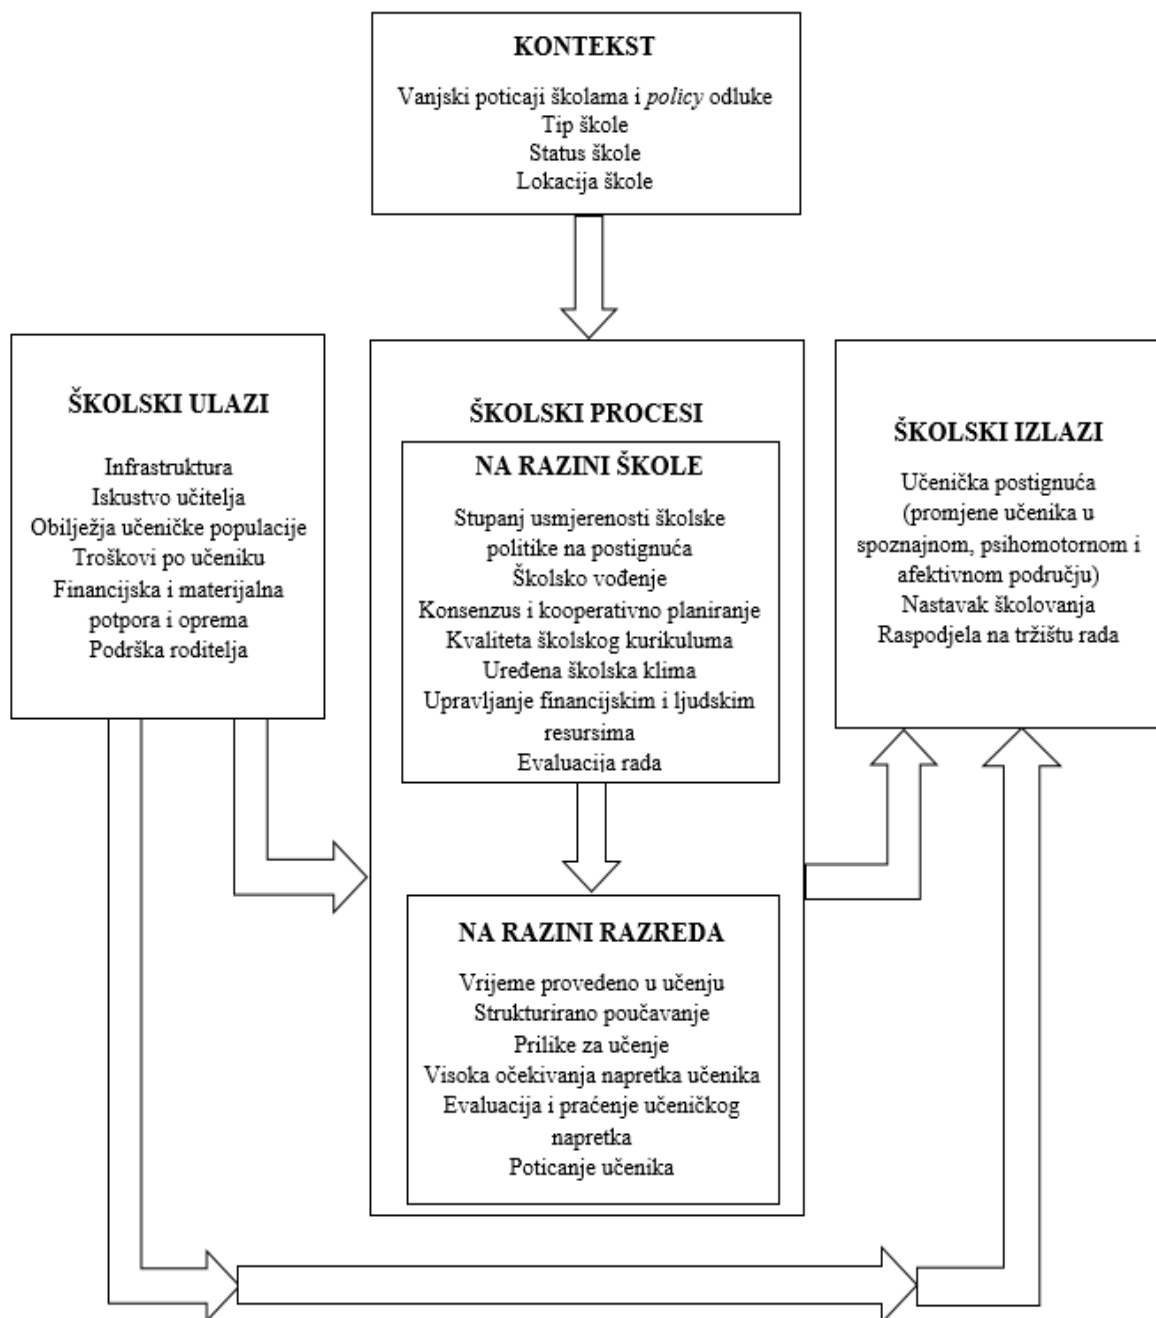 KONTEKST
Vanjski poticaji školama i policy odluke
Tip škole
Status škole
Lokacija škole
ŠKOLSKI ULAZI
Infrastruktura
Iskustvo učitelja
Obilježja učeničke populacije
Troškovi po učeniku
Financijska i materijalna
potpora i oprema
Podrška roditelja
ŠKOLSKI PROCESI
NA RAZINI ŠKOLE
Stupanj usmjerenosti školske
politike na postignuća
Školsko vođenje
Konsenzus i kooperativno planiranje
Kvaliteta školskog kurikuluma
Uređena školska klima
Upravljanje financijskim i ljudskim
resursima
Evaluacija rada
NA RAZINI RAZREDA
Vrijeme provedeno u učenju
Strukturirano poučavanje
Prilike za učenje
Visoka očekivanja napretka učenika
Evaluacija i praćenje učeničkog
napretka
Poticanje učenika
ŠKOLSKI IZLAZI
Učenička postignuća
(promjene učenika u
spoznajnom, psihomotornom i
afektivnom području)
Nastavak školovanja
Raspodjela na tržištu rada